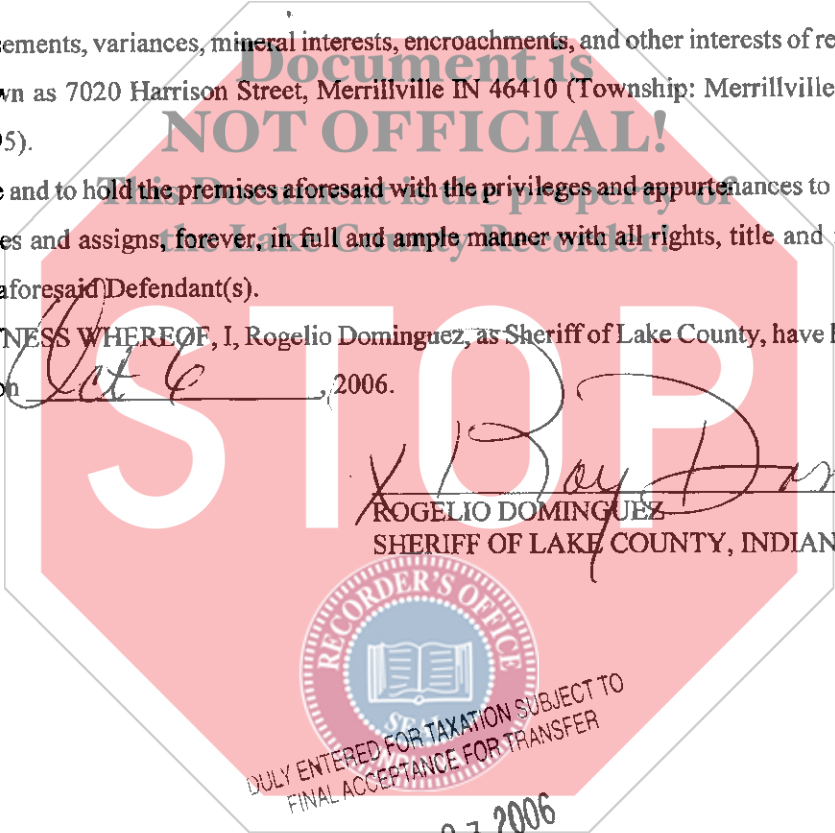 ements, variances, mineral interests, encroachments, and other interests of re
Document is
wn as 7020 Harrison Street, Merrillville IN 46410 (Township: Merrillville
NOT OFFICIAL!
5).
This Document is the property of
e and to hold the premises aforesaid with the privileges and appurtenances to
the Lake County Recorder!
es and assigns, forever, in full and ample manner with all rights, title and
aforesaid Defendant(s).
NESS WHEREOF, I, Rogelio Dominguez, as Sheriff of Lake County, have
on Oct 6, 2006.
STOP
X Roy Dom
ROGELIO DOMINGUEZ
SHERIFF OF LAKE COUNTY, INDIAN
RECORDER'S OFFICE
SEAL
INDIANA
DULY ENTERED FOR TAXATION SUBJECT TO
FINAL ACCEPTANCE FOR TRANSFER
2006